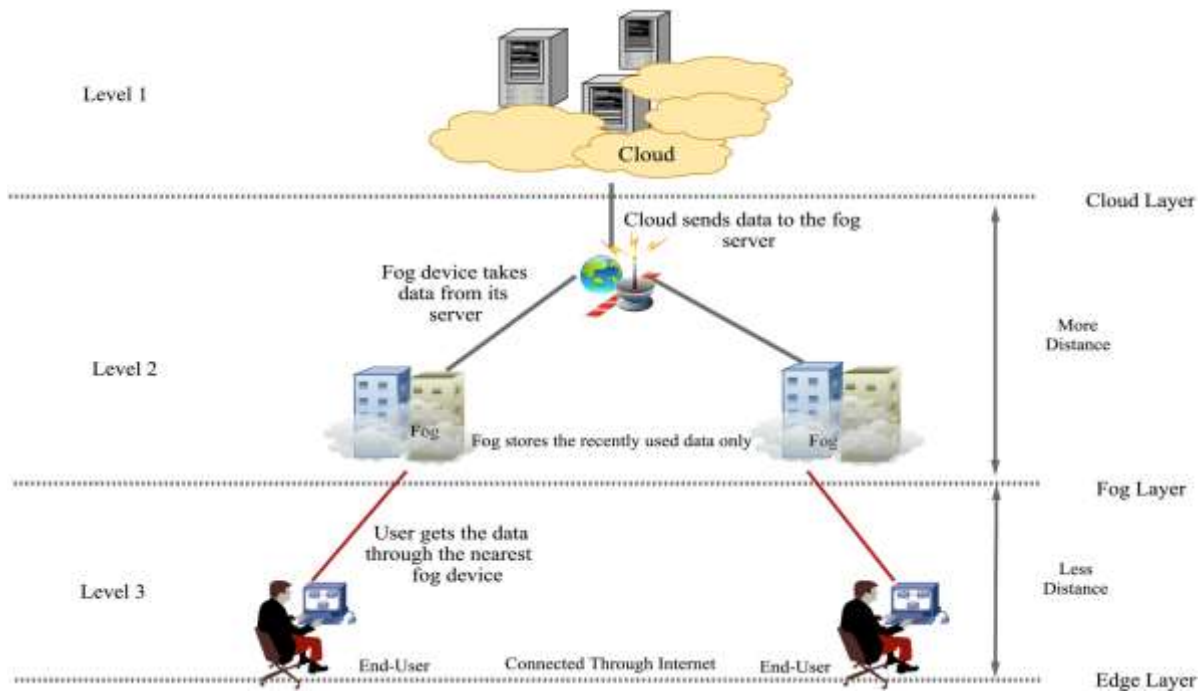 Level 1
Cloud
Cloud Layer
Cloud sends data to the fog
server
Fog device takes
data from its
server
More
Distance
Level 2
Fog
Fog stores the recently used data only
Fog
Fog Layer
User gets the data
through the nearest
fog device
Less
Distance
Level 3
End-User
Connected Through Internet
End-User
Edge Layer